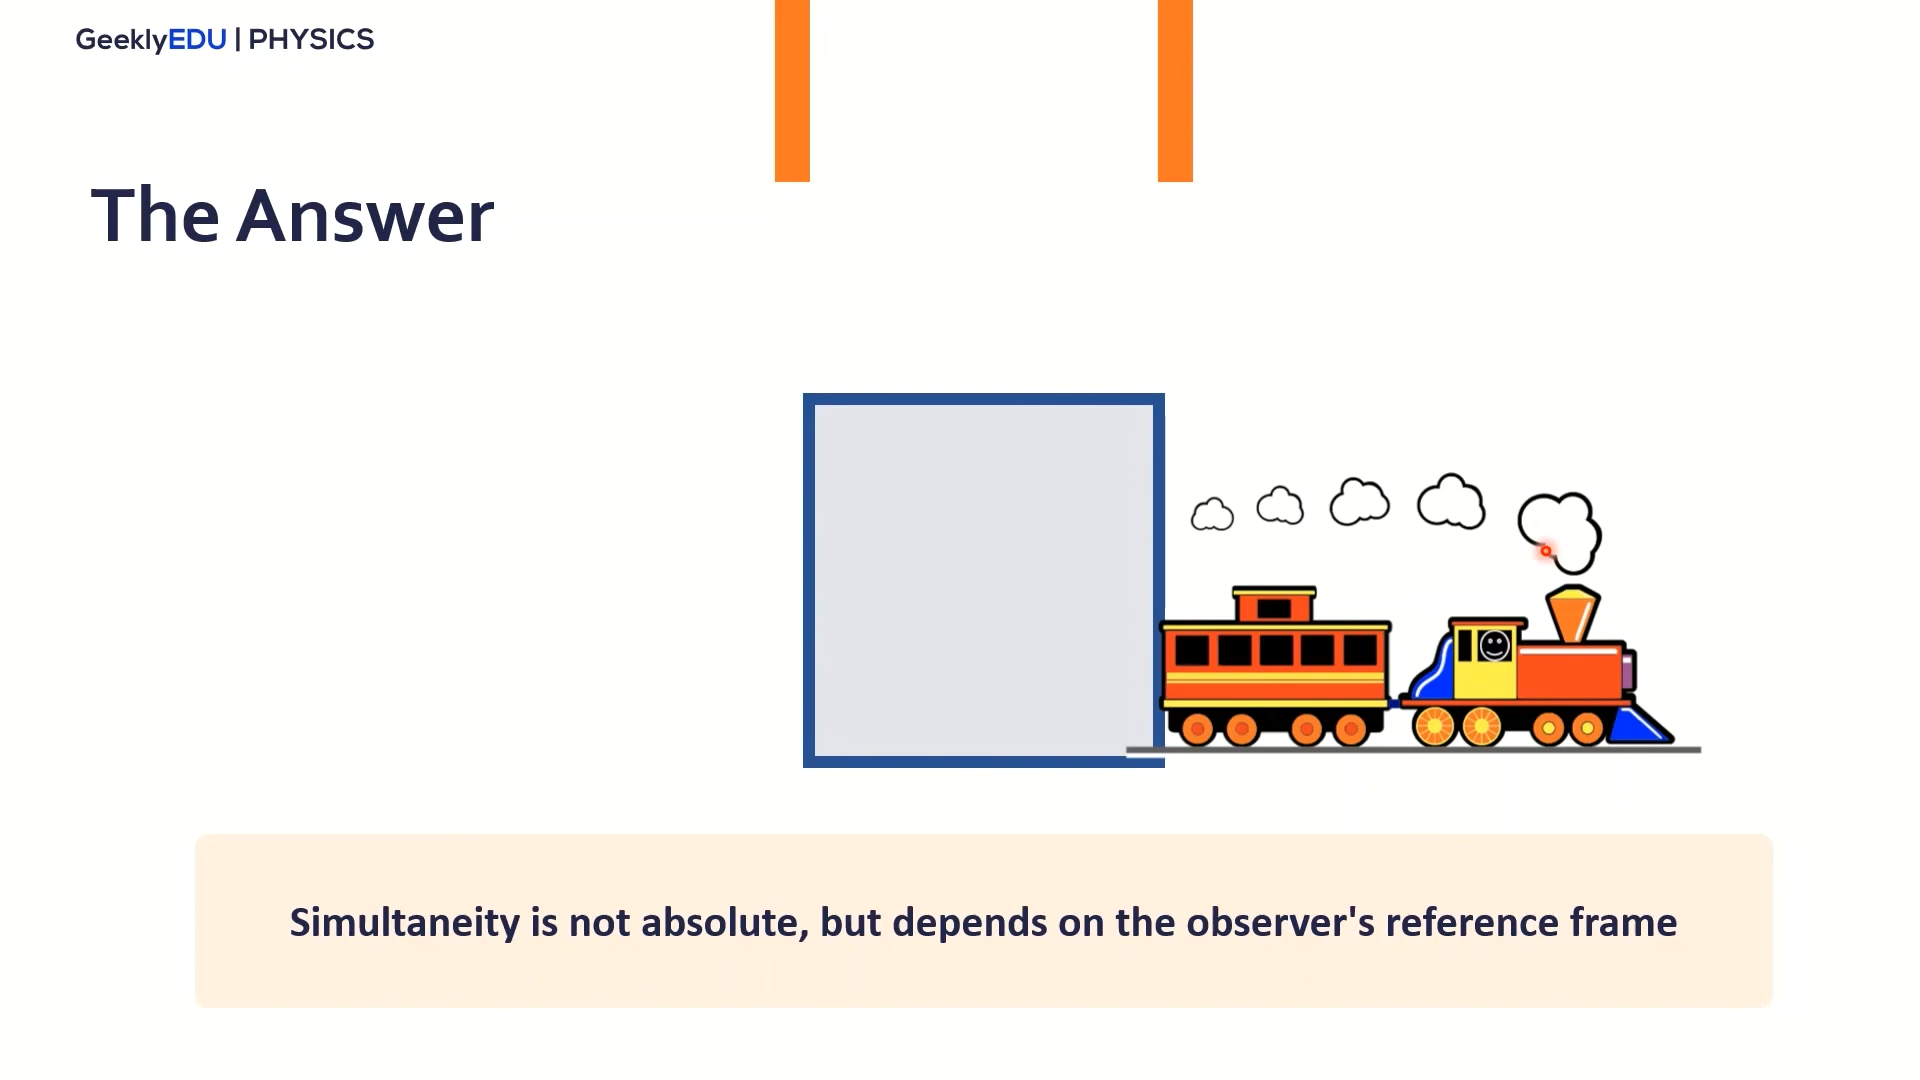 GeeklyEDU | PHYSICS
The Answer
Simultaneity is not absolute, but depends on the observer's reference frame